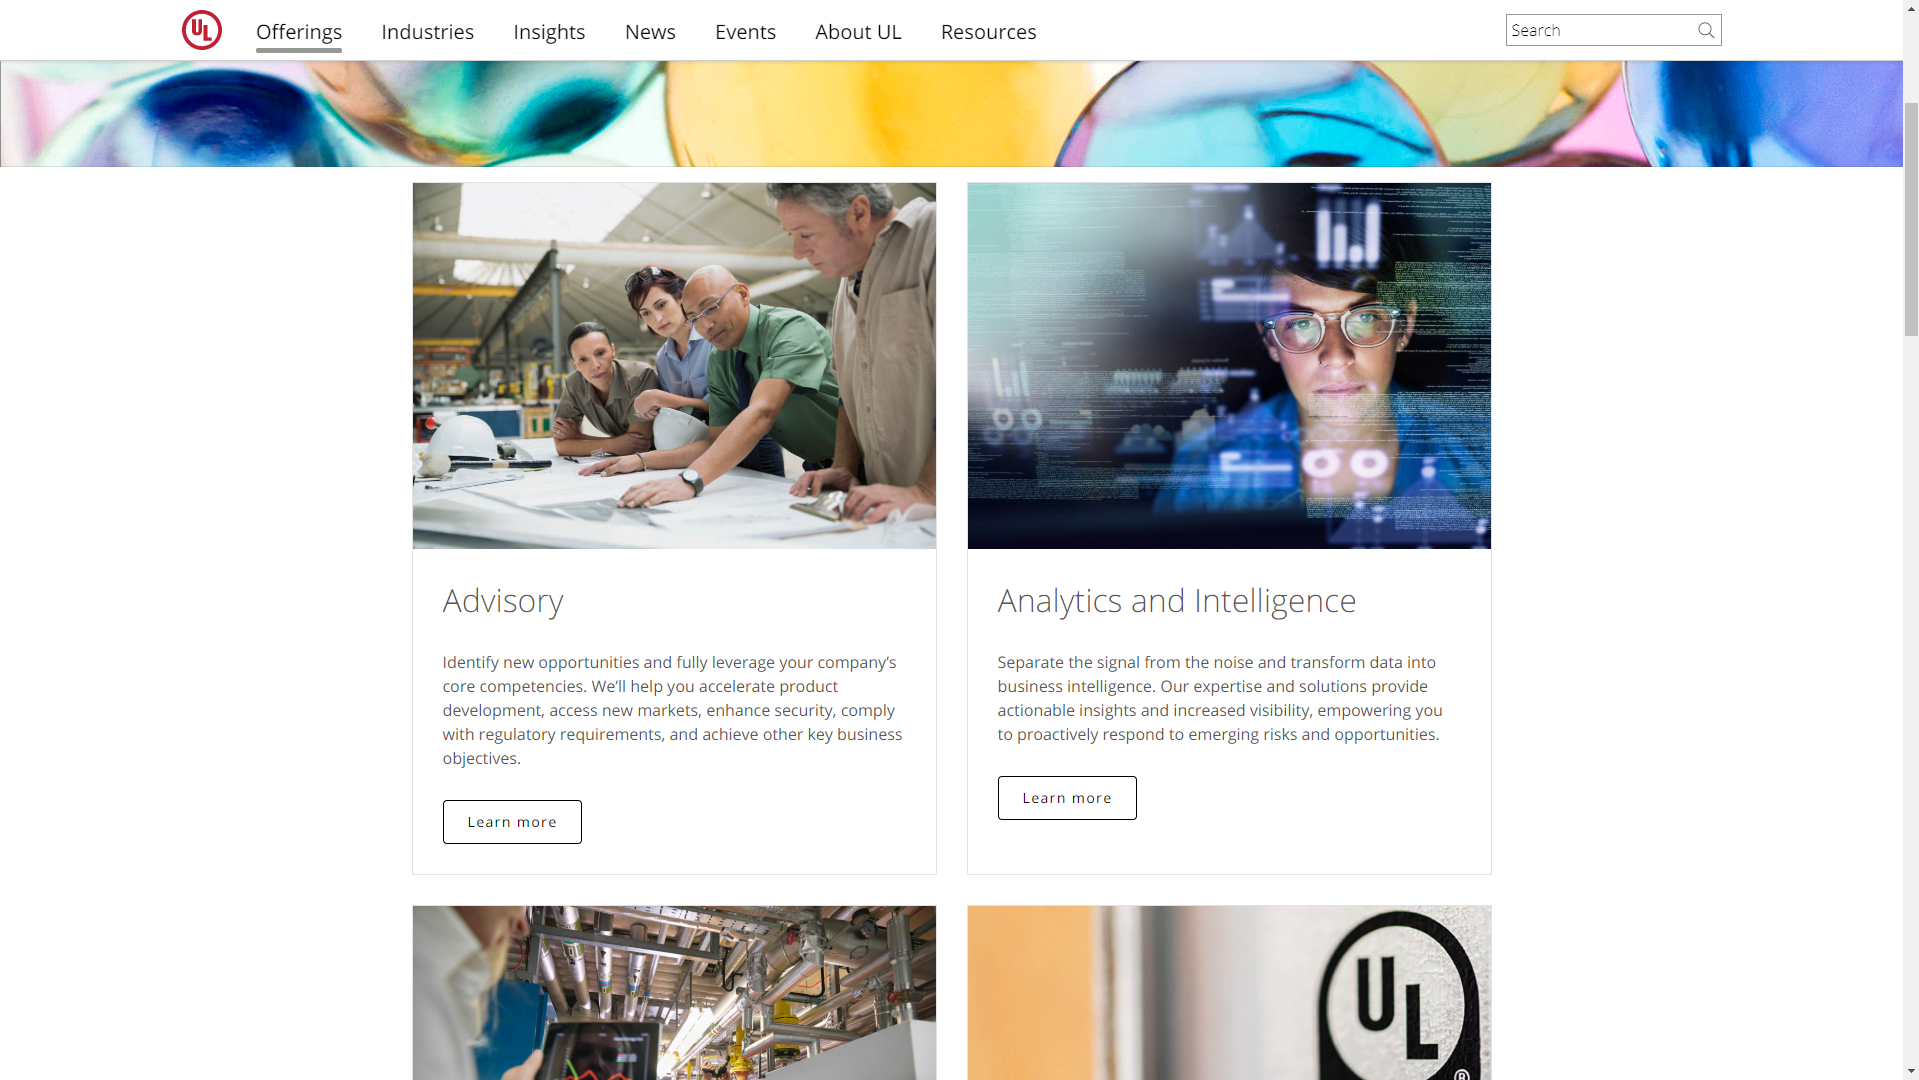 UL Offerings Industries Insights News Events About UL Resources Search
Advisory
Identify new opportunities and fully leverage your company’s
core competencies. We’ll help you accelerate product
development, access new markets, enhance security, comply
with regulatory requirements, and achieve other key business
objectives.
Learn more
Analytics and Intelligence
Separate the signal from the noise and transform data into
business intelligence. Our expertise and solutions provide
actionable insights and increased visibility, empowering you
to proactively respond to emerging risks and opportunities.
Learn more
UL
®